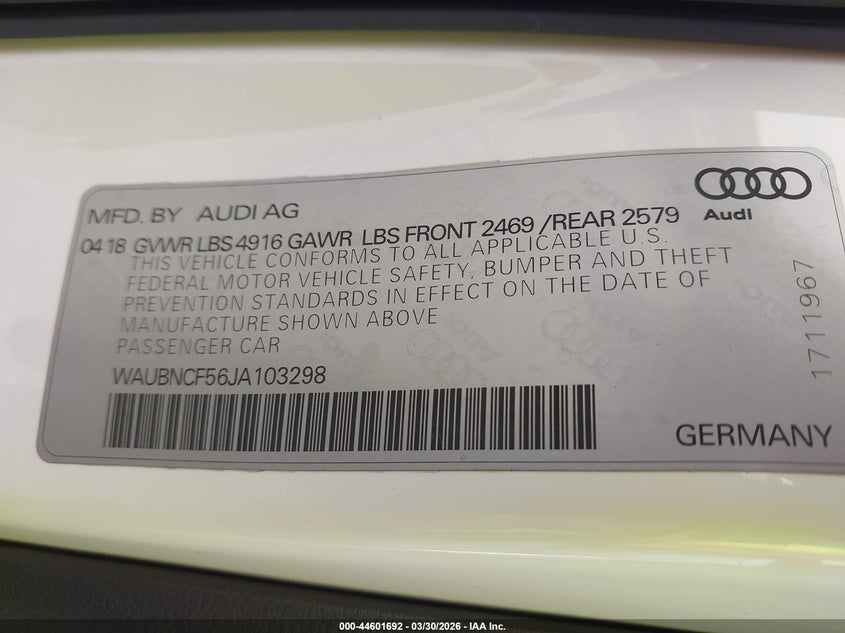 MFD. BY AUDI AG
Audi
04 18 GVWR LBS 4916 GAWR LBS FRONT 2469 /REAR 2579
THIS VEHICLE CONFORMS TO ALL APPLICABLE U.S.
FEDERAL MOTOR VEHICLE SAFETY, BUMPER AND THEFT
PREVENTION STANDARDS IN EFFECT ON THE DATE OF
MANUFACTURE SHOWN ABOVE
PASSENGER CAR
WAUBNCF56JA103298
GERMANY
1711967
000-44601692 - 03/30/2026 - IAA Inc.